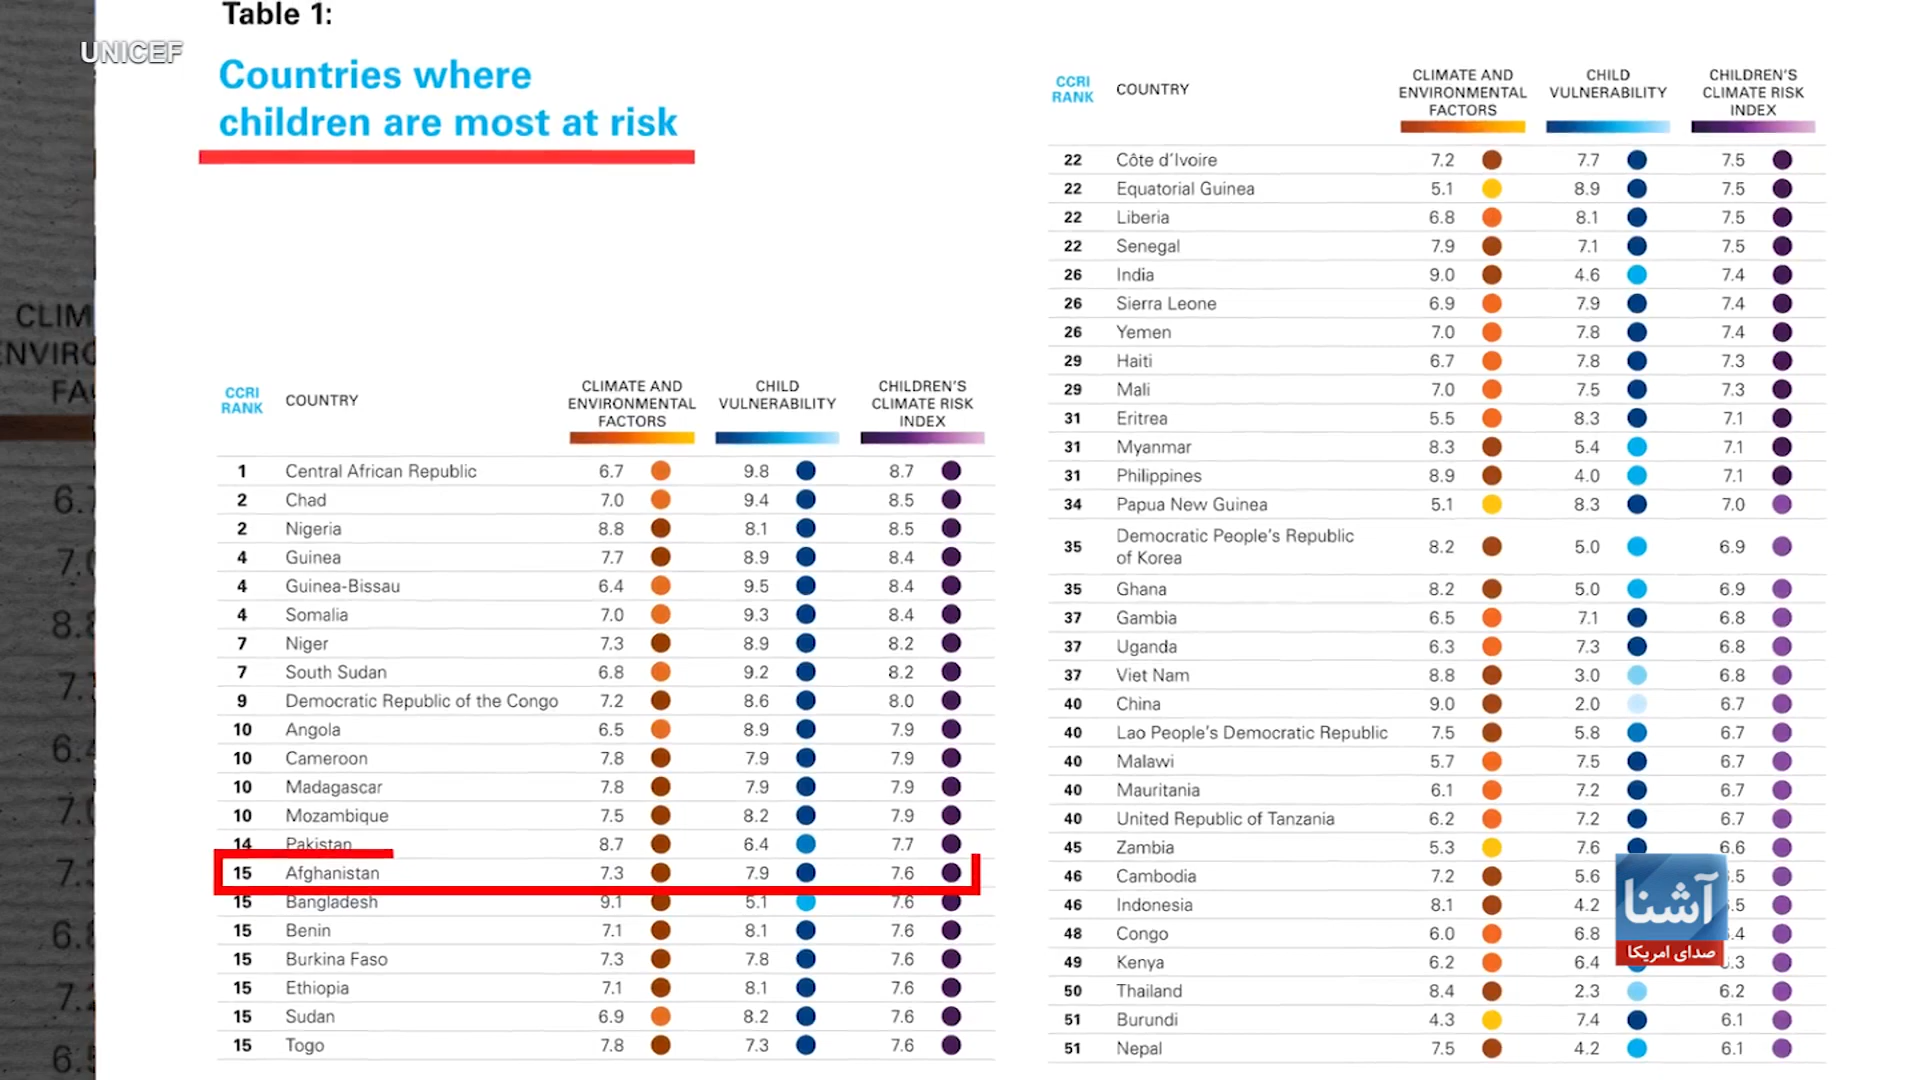 UNICEF
Table 1:
Countries where
children are most at risk
CCRI RANK COUNTRY CLIMATE AND ENVIRONMENTAL FACTORS CHILD VULNERABILITY CHILDREN'S CLIMATE RISK INDEX
1 Central African Republic 6.7 9.8 8.7
2 Chad 7.0 9.4 8.5
2 Nigeria 8.8 8.1 8.5
4 Guinea 7.7 8.9 8.4
4 Guinea-Bissau 6.4 9.5 8.4
4 Somalia 7.0 9.3 8.4
7 Niger 7.3 8.9 8.2
7 South Sudan 6.8 9.2 8.2
9 Democratic Republic of the Congo 7.2 8.6 8.0
10 Angola 6.5 8.9 7.9
10 Cameroon 7.8 7.9 7.9
10 Madagascar 7.8 7.9 7.9
10 Mozambique 7.5 8.2 7.9
14 Pakistan 8.7 6.4 7.7
15 Afghanistan 7.3 7.9 7.6
15 Bangladesh 9.1 5.1 7.6
15 Benin 7.1 8.1 7.6
15 Burkina Faso 7.3 7.8 7.6
15 Ethiopia 7.1 8.1 7.6
15 Sudan 6.9 8.2 7.6
15 Togo 7.8 7.3 7.6
CCRI RANK COUNTRY CLIMATE AND ENVIRONMENTAL FACTORS CHILD VULNERABILITY CHILDREN'S CLIMATE RISK INDEX
22 Côte d'Ivoire 7.2 7.7 7.5
22 Equatorial Guinea 5.1 8.9 7.5
22 Liberia 6.8 8.1 7.5
22 Senegal 7.9 7.1 7.5
26 India 9.0 4.6 7.4
26 Sierra Leone 6.9 7.9 7.4
26 Yemen 7.0 7.8 7.4
29 Haiti 6.7 7.8 7.3
29 Mali 7.0 7.5 7.3
31 Eritrea 5.5 8.3 7.1
31 Myanmar 8.3 5.4 7.1
31 Philippines 8.9 4.0 7.1
34 Papua New Guinea 5.1 8.3 7.0
35 Democratic People's Republic of Korea 8.2 5.0 6.9
35 Ghana 8.2 5.0 6.9
37 Gambia 6.5 7.1 6.8
37 Uganda 6.3 7.3 6.8
37 Viet Nam 8.8 3.0 6.8
40 China 9.0 2.0 6.7
40 Lao People's Democratic Republic 7.5 5.8 6.7
40 Malawi 5.7 7.5 6.7
40 Mauritania 6.1 7.2 6.7
40 United Republic of Tanzania 6.2 7.2 6.7
45 Zambia 5.3 7.6 6.6
46 Cambodia 7.2 5.6 .5
46 Indonesia 8.1 4.2 .5
48 Congo 6.0 6.8 .4
49 Kenya 6.2 6.4 .3
50 Thailand 8.4 2.3 6.2
51 Burundi 4.3 7.4 6.1
51 Nepal 7.5 4.2 6.1
آشنا
صدای امریکا